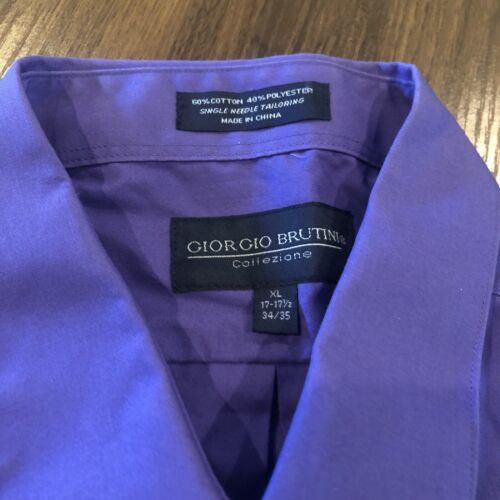 60% COTTON 40% POLYESTER
SINGLE NEEDLE TAILORING
MADE IN CHINA
GIORGIO BRUTINI®
Collezione
XL
17-17½
34/35